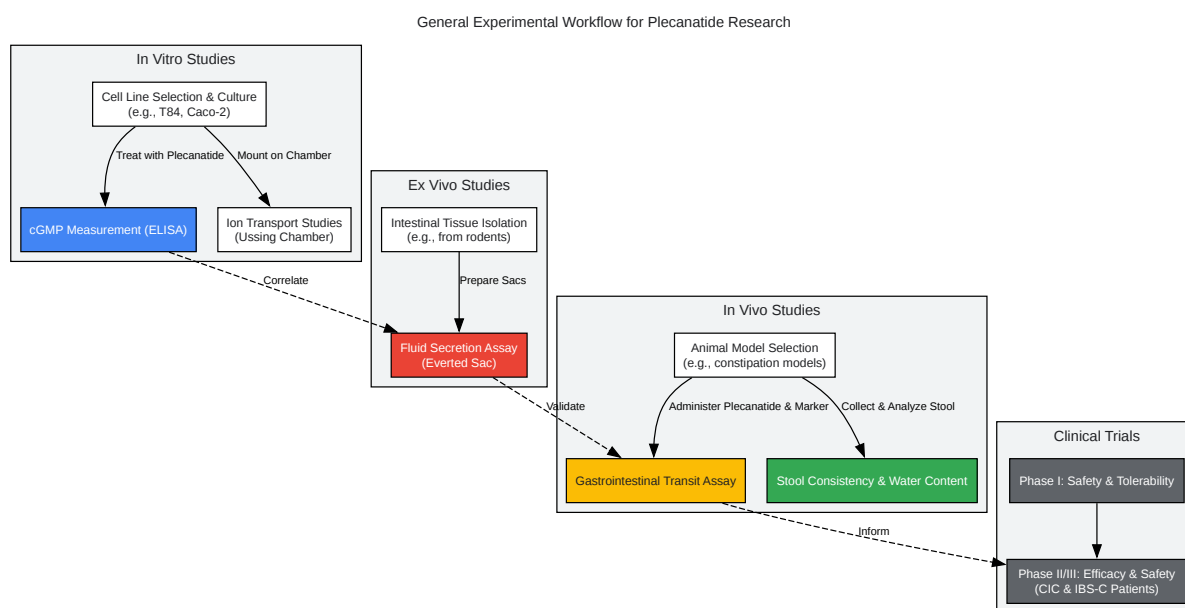 General Experimental Workflow for Plecanatide Research
In Vitro Studies
Cell Line Selection & Culture
(e.g., T84, Caco-2)
Treat with Plecanatide
Mount on Chamber
cGMP Measurement (ELISA)
Ion Transport Studies
(Ussing Chamber)
Correlate
Ex Vivo Studies
Intestinal Tissue Isolation
(e.g., from rodents)
Prepare Sacs
Fluid Secretion Assay
(Everted Sac)
Validate
In Vivo Studies
Animal Model Selection
(e.g., constipation models)
Administer Plecanatide & Marker
Collect & Analyze Stool
Gastrointestinal Transit Assay
Stool Consistency & Water Content
Inform
Clinical Trials
Phase I: Safety & Tolerability
Phase II/III: Efficacy & Safety
(CIC & IBS-C Patients)